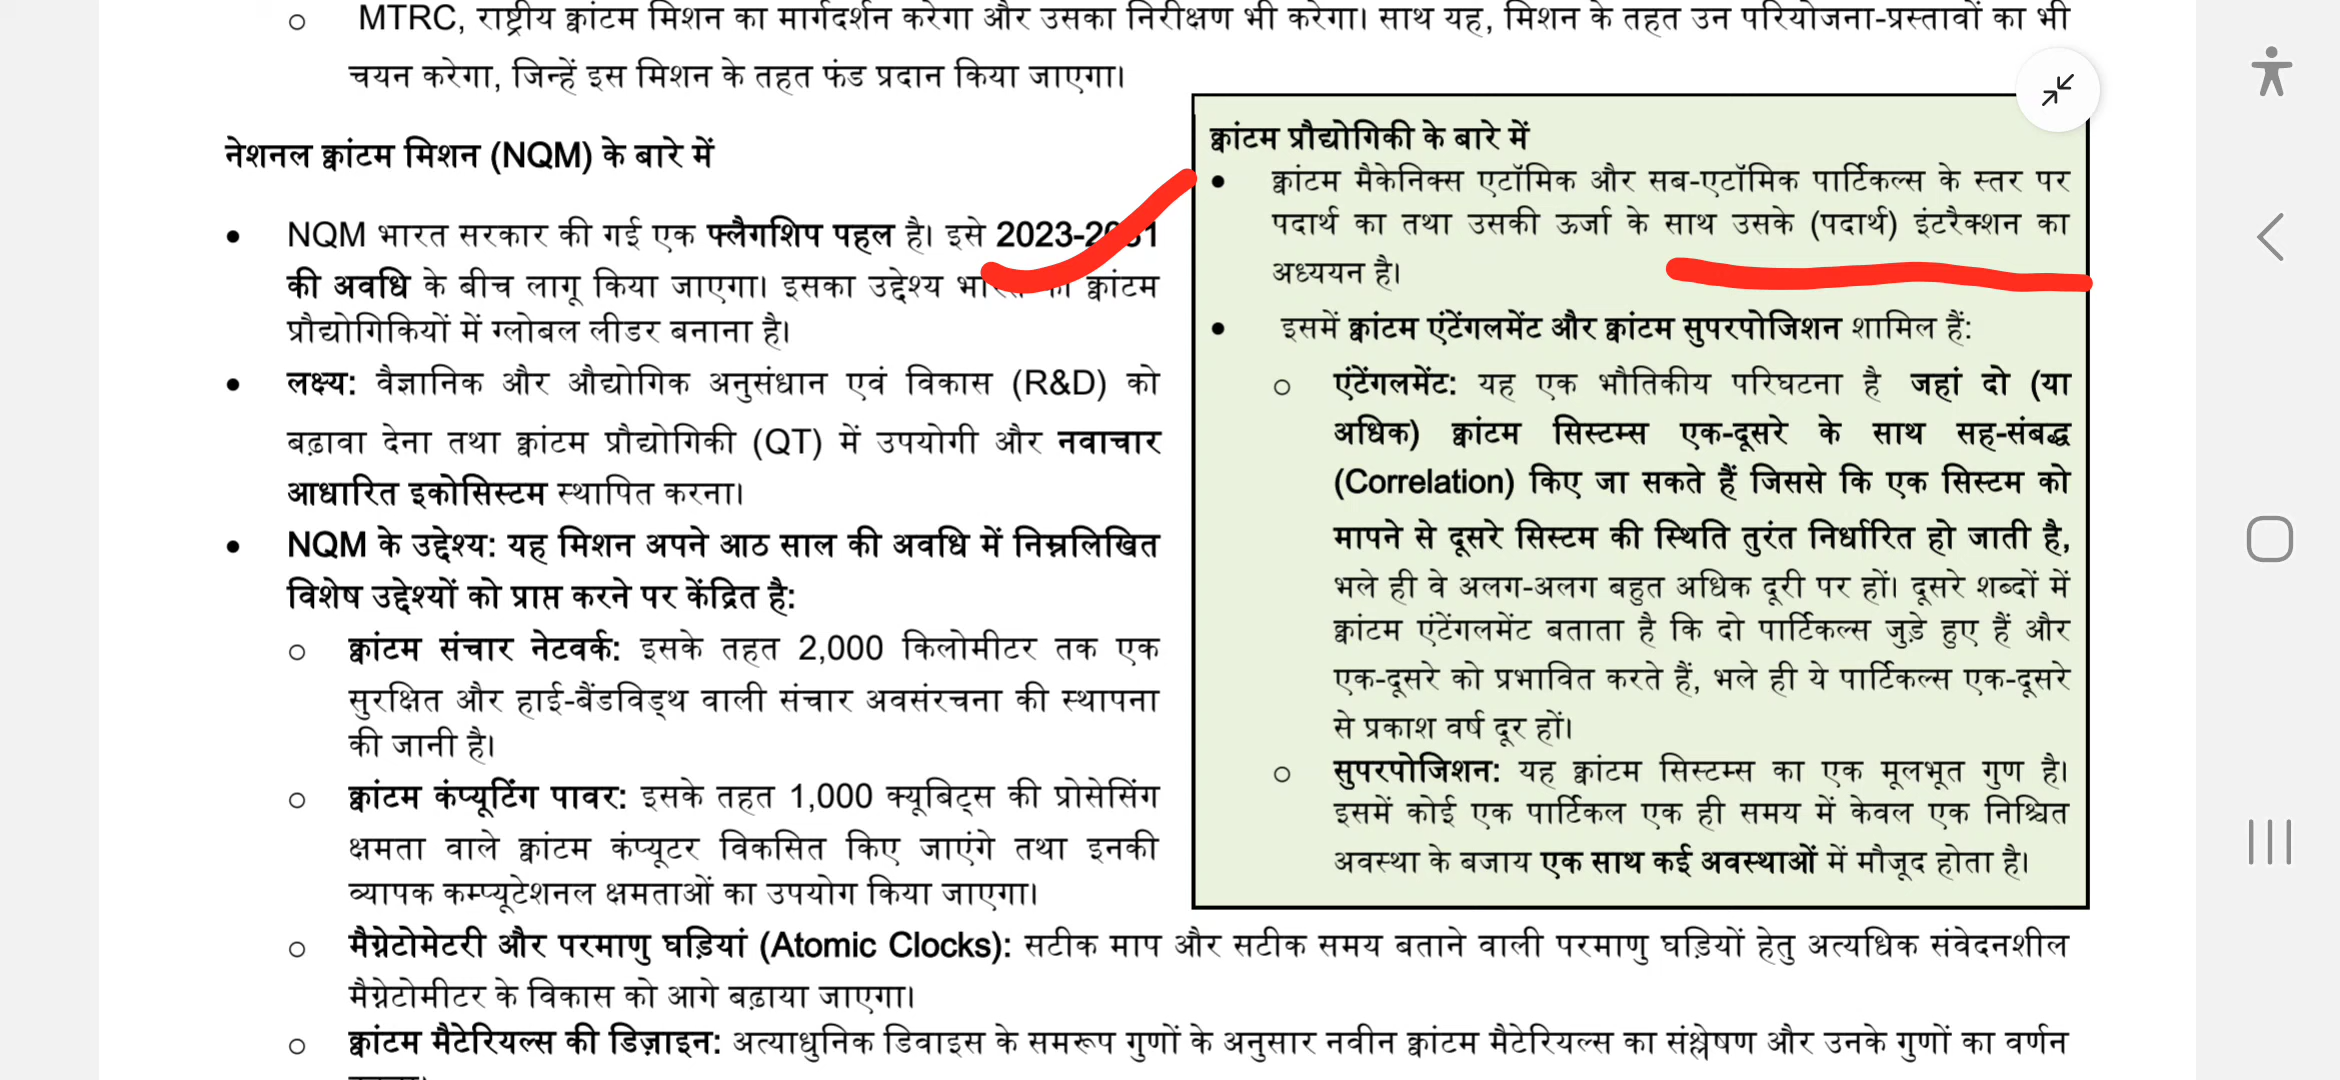 MTRC, राष्ट्रीय क्वांटम मिशन का मार्गदर्शन करेगा और उसका निरीक्षण भी करेगा। साथ यह, मिशन के तहत उन परियोजना-प्रस्तावों का भी
चयन करेगा, जिन्हें इस मिशन के तहत फंड प्रदान किया जाएगा।
नेशनल क्वांटम मिशन (NQM) के बारे में
NQM भारत सरकार की गई एक फ्लैगशिप पहल है। इसे 2023-2031
की अवधि के बीच लागू किया जाएगा। इसका उद्देश्य क्वांटम
प्रौद्योगिकियों में ग्लोबल लीडर बनाना है।
लक्ष्य: वैज्ञानिक और औद्योगिक अनुसंधान एवं विकास (R&D) को
बढ़ावा देना तथा क्वांटम प्रौद्योगिकी (QT) में उपयोगी और नवाचार
आधारित इकोसिस्टम स्थापित करना।
NQM के उद्देश्य: यह मिशन अपने आठ साल की अवधि में निम्नलिखित
विशेष उद्देश्यों को प्राप्त करने पर केंद्रित है:
क्वांटम संचार नेटवर्क: इसके तहत 2,000 किलोमीटर तक एक
सुरक्षित और हाई-बैंडविड्थ वाली संचार अवसंरचना की स्थापना
की जानी है।
क्वांटम कंप्यूटिंग पावर: इसके तहत 1,000 क्यूबिट्स की प्रोसेसिंग
क्षमता वाले क्वांटम कंप्यूटर विकसित किए जाएंगे तथा इनकी
व्यापक कम्प्यूटेशनल क्षमताओं का उपयोग किया जाएगा।
क्वांटम प्रौद्योगिकी के बारे में
क्वांटम मैकेनिक्स एटॉमिक और सब-एटॉमिक पार्टिकल्स के स्तर पर
पदार्थ का तथा उसकी ऊर्जा के साथ उसके (पदार्थ) इंटरैक्शन का
अध्ययन है।
इसमें क्वांटम एंटेंगलमेंट और क्वांटम सुपरपोजिशन शामिल हैं:
एंटेंगलमेंट: यह एक भौतिकीय परिघटना है जहां दो (या
अधिक) क्वांटम सिस्टम्स एक-दूसरे के साथ सह-संबद्ध
(Correlation) किए जा सकते हैं जिससे कि एक सिस्टम को
मापने से दूसरे सिस्टम की स्थिति तुरंत निर्धारित हो जाती है,
भले ही वे अलग-अलग बहुत अधिक दूरी पर हों। दूसरे शब्दों में
क्वांटम एंटेंगलमेंट बताता है कि दो पार्टिकल्स जुड़े हुए हैं और
एक-दूसरे को प्रभावित करते हैं, भले ही ये पार्टिकल्स एक-दूसरे
से प्रकाश वर्ष दूर हों।
सुपरपोजिशन: यह क्वांटम सिस्टम्स का एक मूलभूत गुण है।
इसमें कोई एक पार्टिकल एक ही समय में केवल एक निश्चित
अवस्था के बजाय एक साथ कई अवस्थाओं में मौजूद होता है।
मैग्नेटोमेटरी और परमाणु घड़ियां (Atomic Clocks): सटीक माप और सटीक समय बताने वाली परमाणु घड़ियों हेतु अत्यधिक संवेदनशील
मैग्नेटोमीटर के विकास को आगे बढ़ाया जाएगा।
क्वांटम मैटेरियल्स की डिज़ाइन: अत्याधुनिक डिवाइस के समरूप गुणों के अनुसार नवीन क्वांटम मैटेरियल्स का संश्लेषण और उनके गुणों का वर्णन